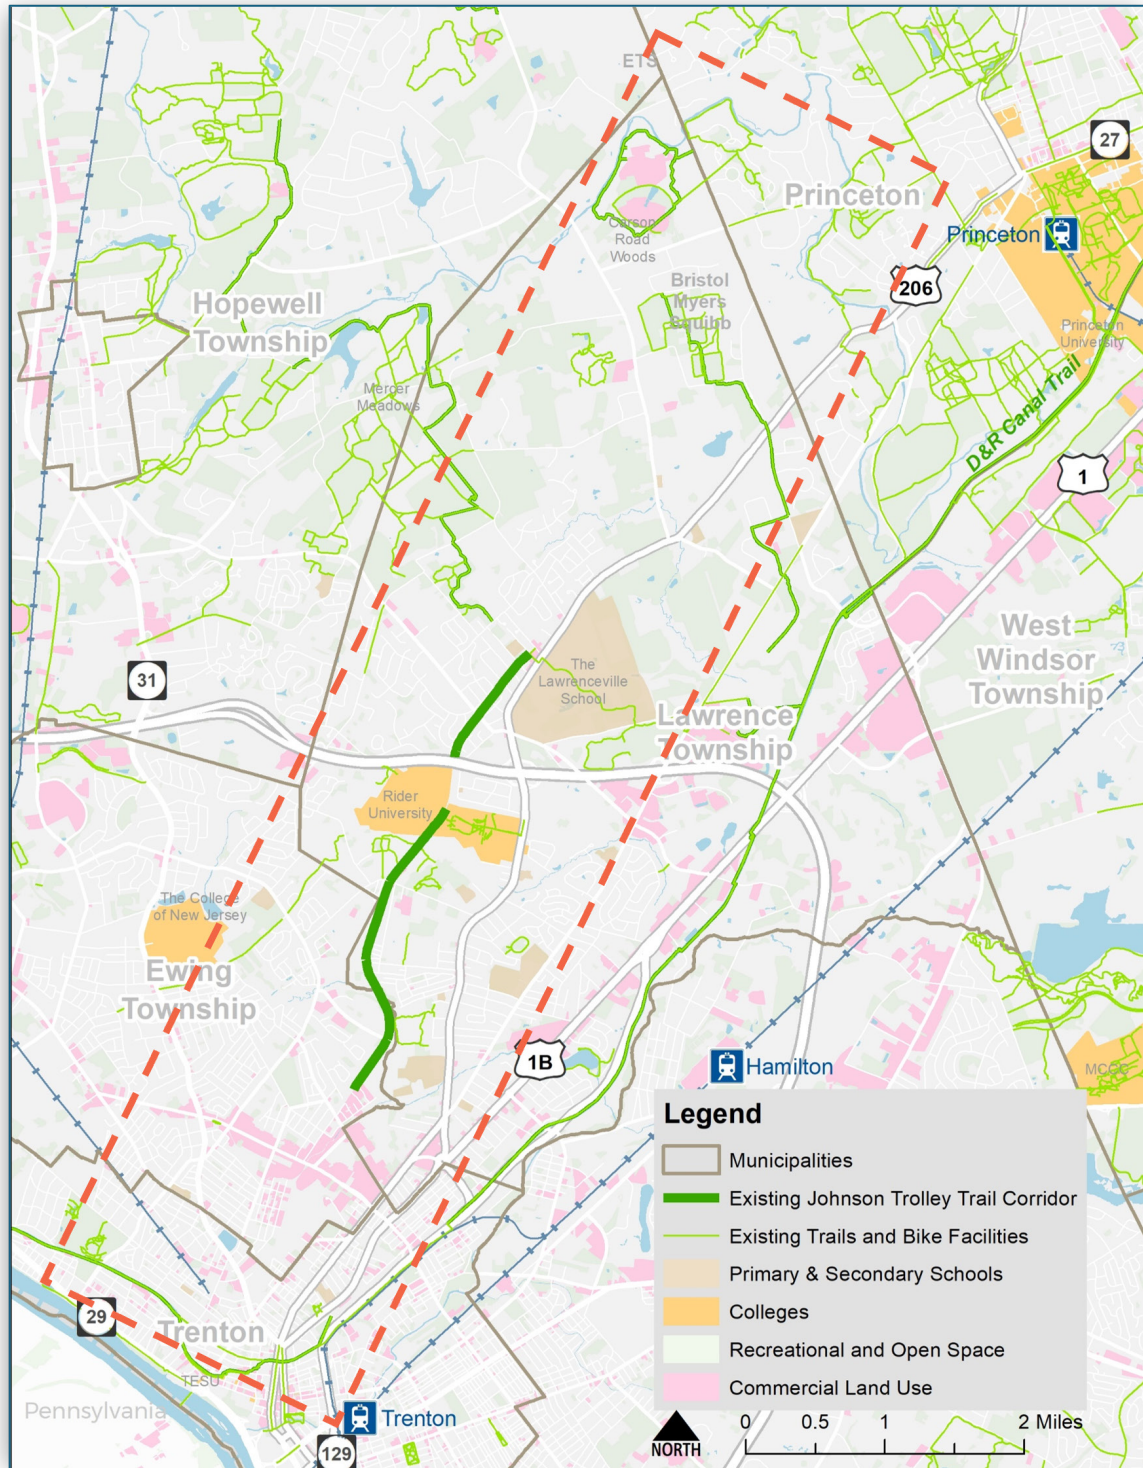 ETS
27
Princeton
Carson
Road
Woods
Princeton
Bristol
Myers
Squibb
206
Hopewell
Township
Princeton
University
Mercer
Meadows
D&R Canal Trail
1
West
Windsor
Township
31
The
Lawrenceville
School
Lawrence
Township
Rider
University
The College
of New Jersey
Ewing
Township
1B
Hamilton
MCCC
Legend
Municipalities
Existing Johnson Trolley Trail Corridor
Existing Trails and Bike Facilities
Primary & Secondary Schools
Colleges
Recreational and Open Space
Commercial Land Use
29
Trenton
TESU
Pennsylvania
Trenton
129
NORTH
0 0.5 1 2 Miles